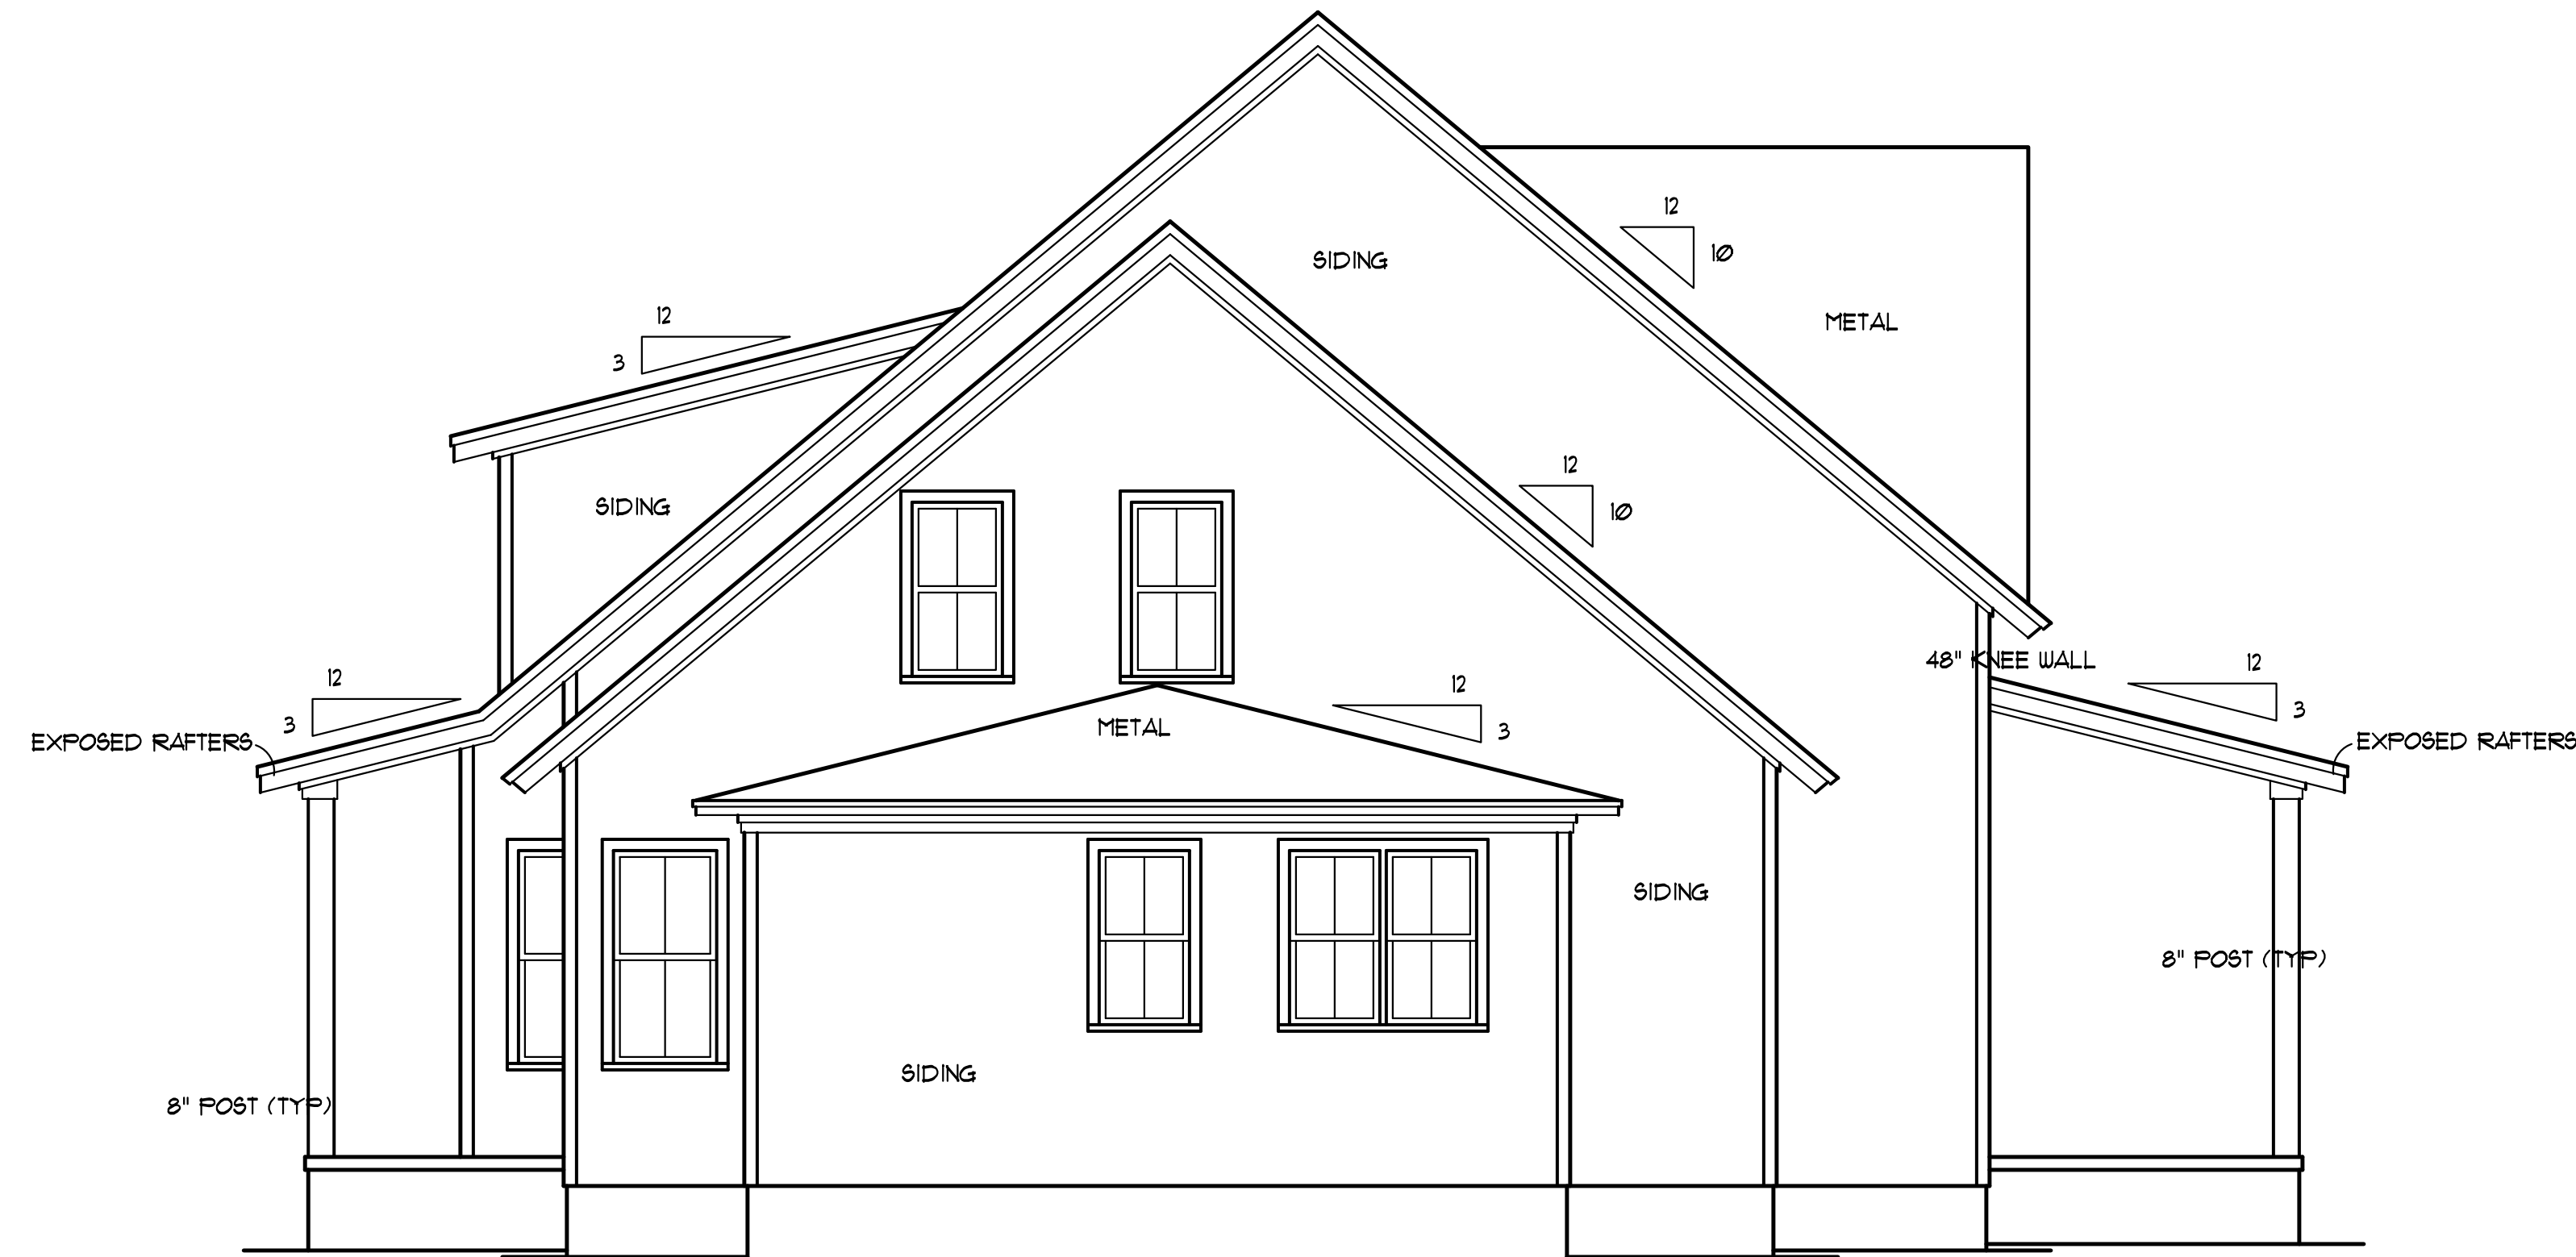 12
10
SIDING
12
METAL
3
12
10
SIDING
48" KNEE WALL
12
12
12
3
3
METAL
3
EXPOSED RAFTERS
EXPOSED RAFTERS
SIDING
8" POST (TYP)
SIDING
8" POST (TYP)